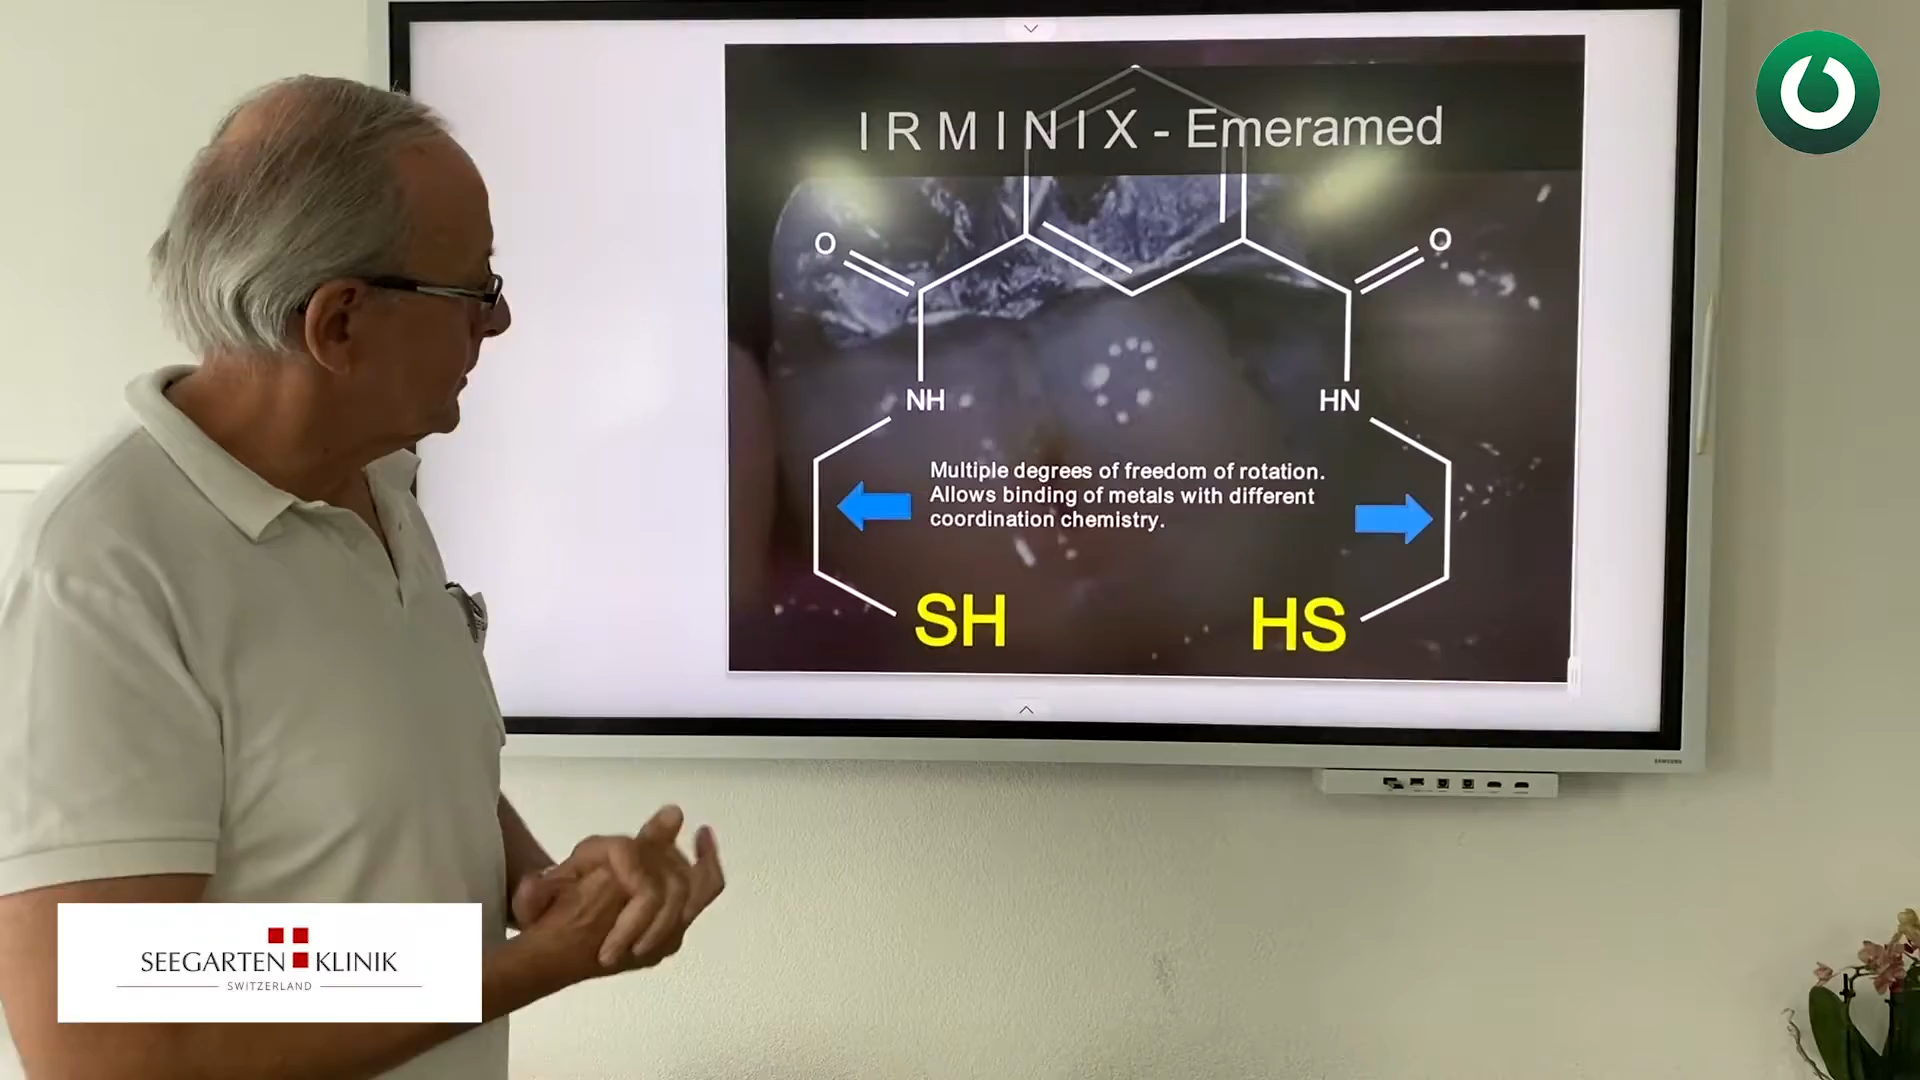 IRMINIX - Emeramed
O
O
NH
HN
Multiple degrees of freedom of rotation.
Allows binding of metals with different
coordination chemistry.
SH
HS
SAMSUNG
SEEGARTEN KLINIK
SWITZERLAND